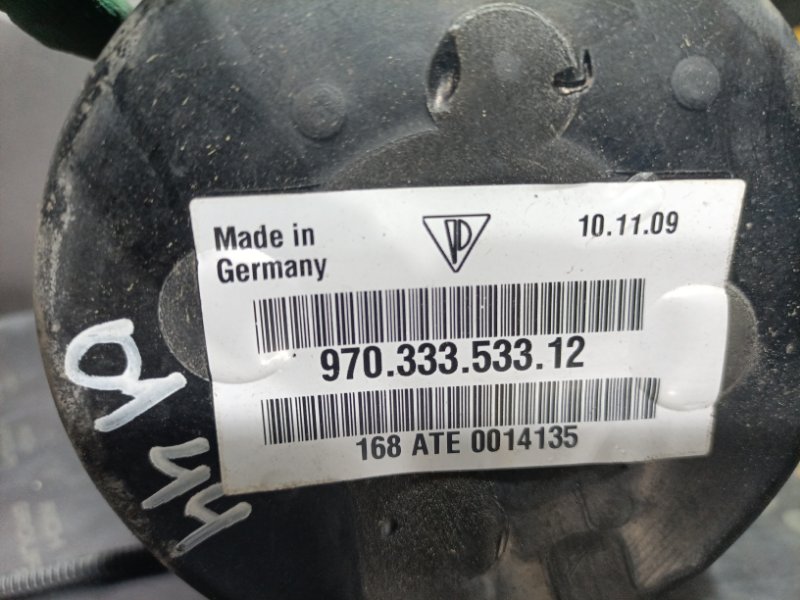 Made in
Germany
10.11.09
970.333.533.12
168 ATE 0014135